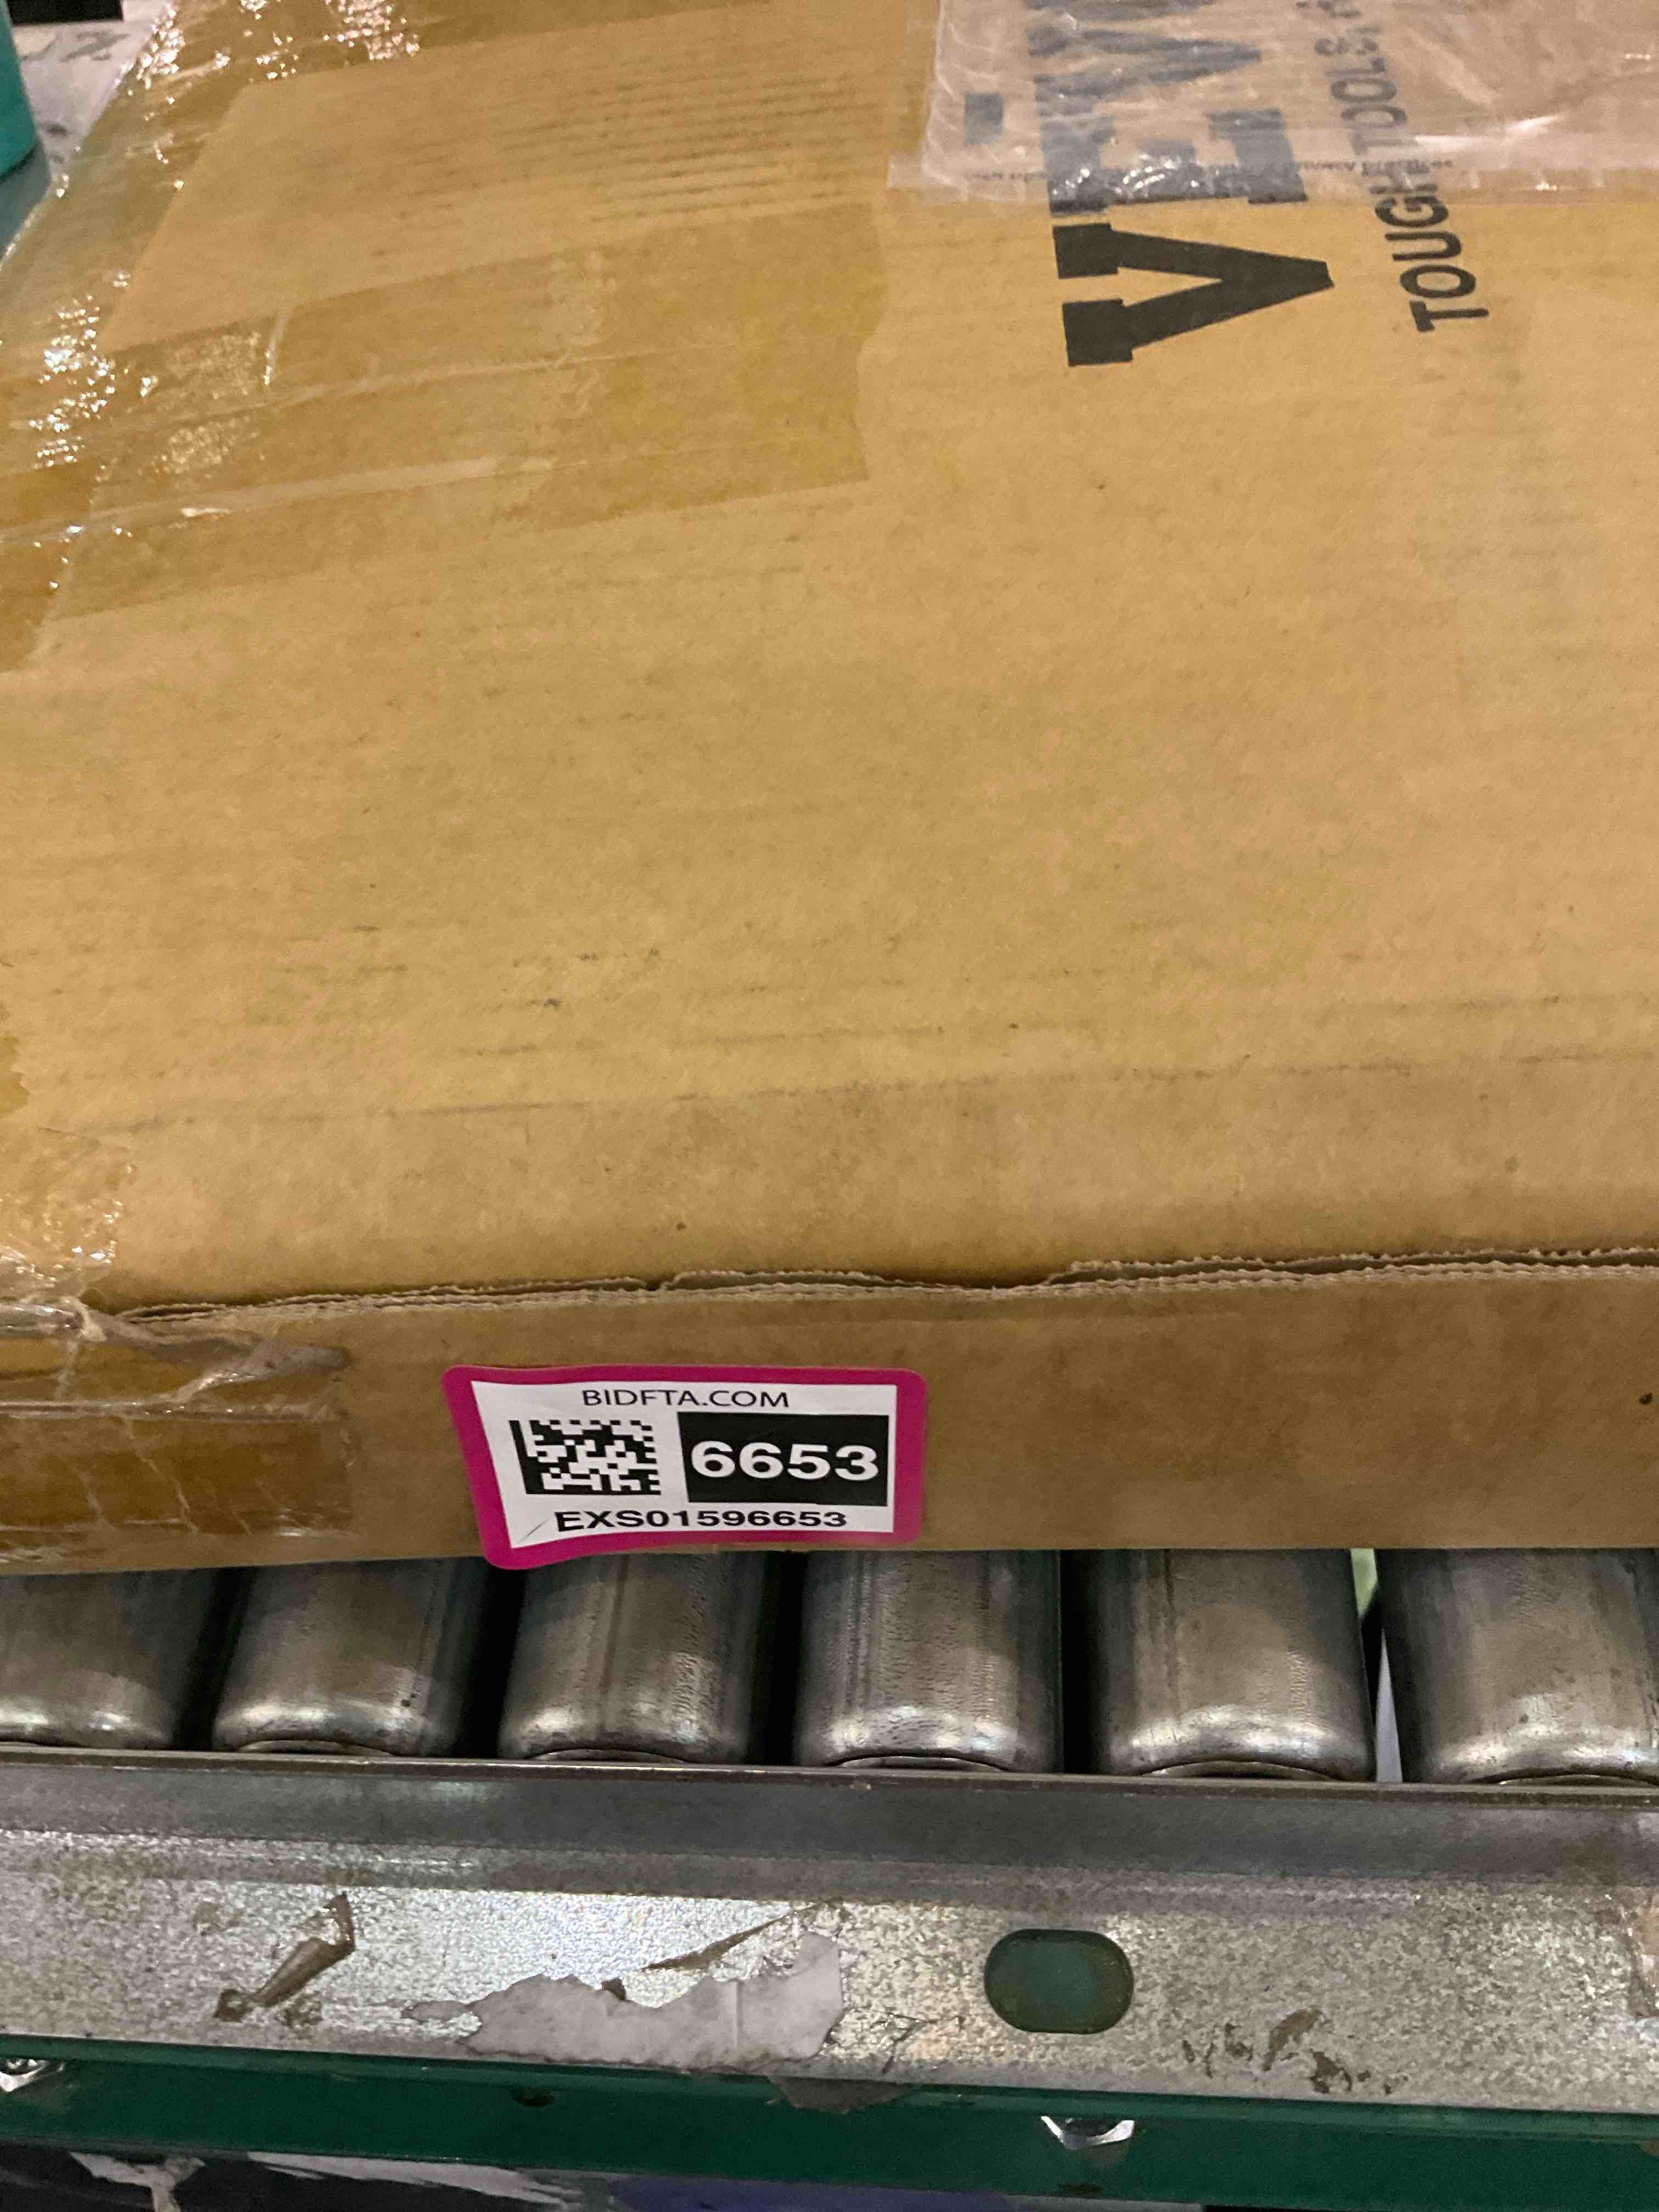 VEV
TOUGH TOOLS,
BIDFTA.COM
6653
EXS01596653